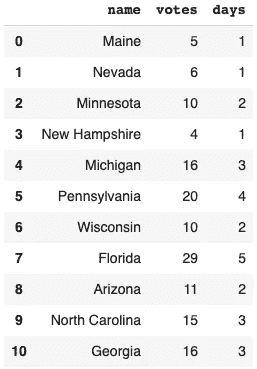 name votes days
0 Maine 5 1
1 Nevada 6 1
2 Minnesota 10 2
3 New Hampshire 4 1
4 Michigan 16 3
5 Pennsylvania 20 4
6 Wisconsin 10 2
7 Florida 29 5
8 Arizona 11 2
9 North Carolina 15 3
10 Georgia 16 3